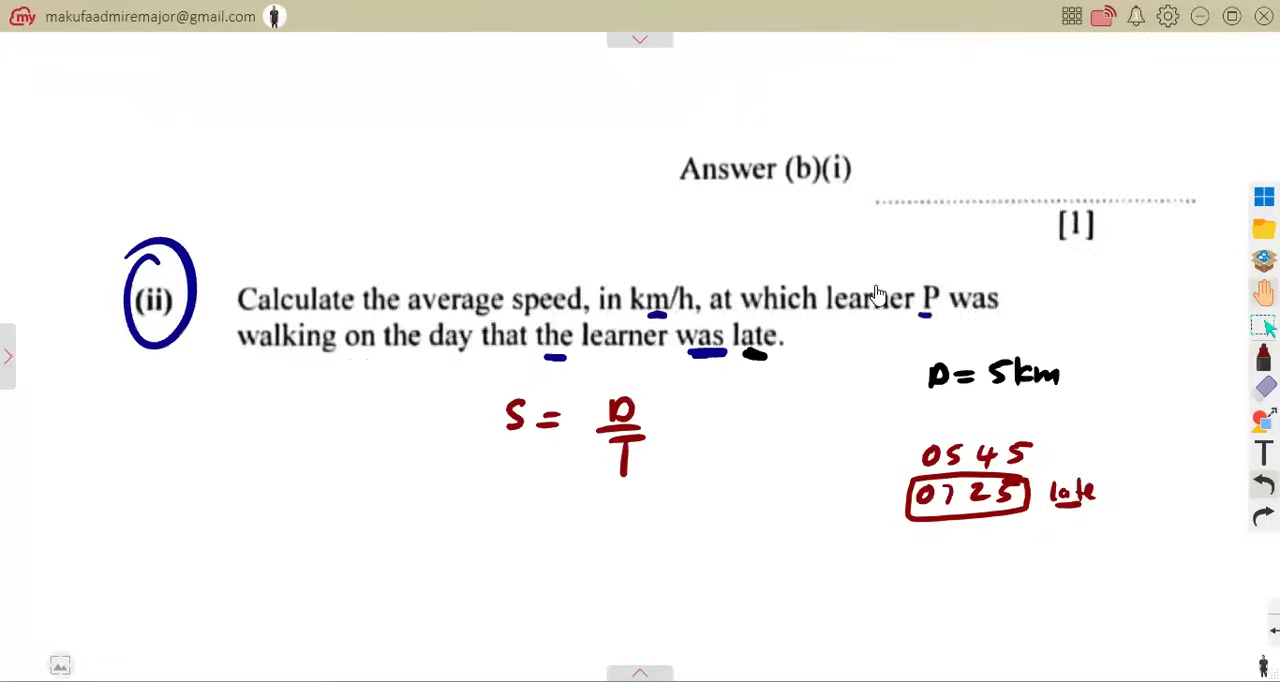 my makufaadmiremajor@gmail.com
Answer (b)(i)
[1]
(ii) Calculate the average speed, in km/h, at which learner P was
walking on the day that the learner was late.
D = 5km
S = D/T
0545
0725 late
T